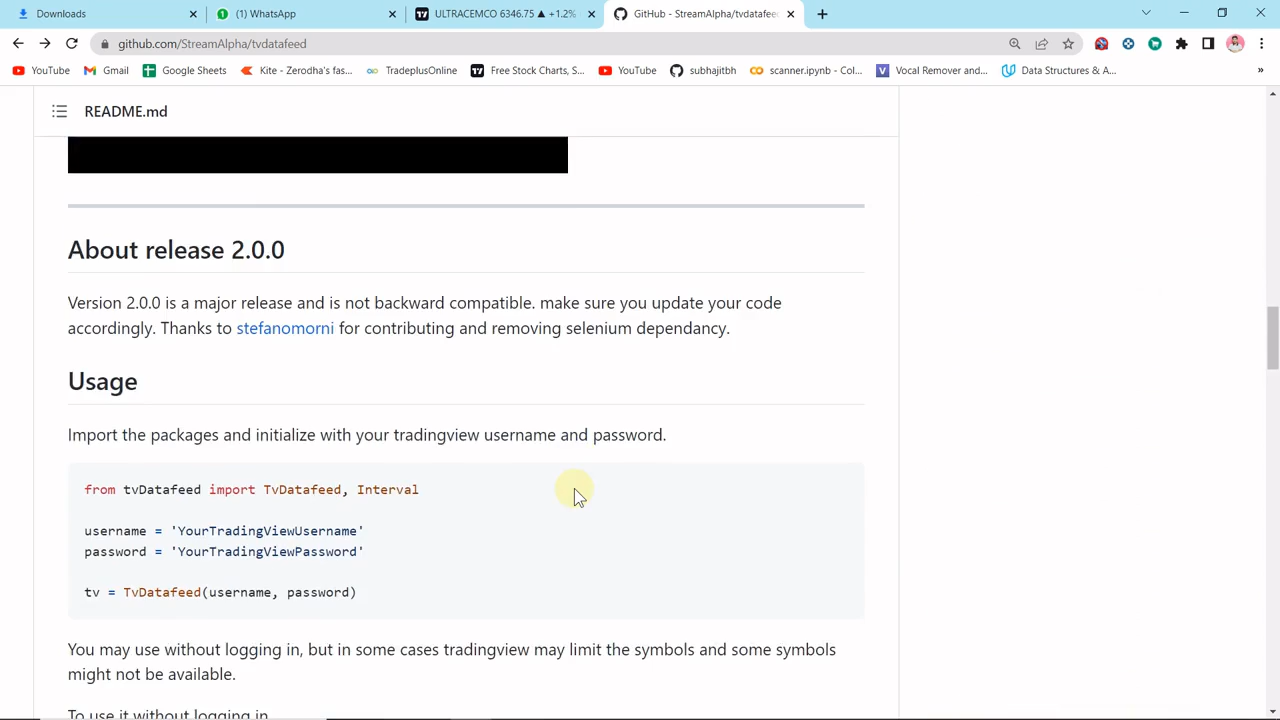 Downloads
(1) WhatsApp
ULTRACEMCO 6346.75 ▲ +1.2%
GitHub - StreamAlpha/tvdatafeed
github.com/StreamAlpha/tvdatafeed
YouTube
Gmail
Google Sheets
Kite - Zerodha's fas...
TradeplusOnline
Free Stock Charts, S...
YouTube
subhajitbh
scanner.ipynb - Col...
Vocal Remover and...
Data Structures & A...
»
README.md
About release 2.0.0
Version 2.0.0 is a major release and is not backward compatible. make sure you update your code
accordingly. Thanks to stefanomorni for contributing and removing selenium dependancy.
Usage
Import the packages and initialize with your tradingview username and password.
from tvDatafeed import TvDatafeed, Interval
username = 'YourTradingViewUsername'
password = 'YourTradingViewPassword'
tv = TvDatafeed(username, password)
You may use without logging in, but in some cases tradingview may limit the symbols and some symbols
might not be available.
To use it without logging in